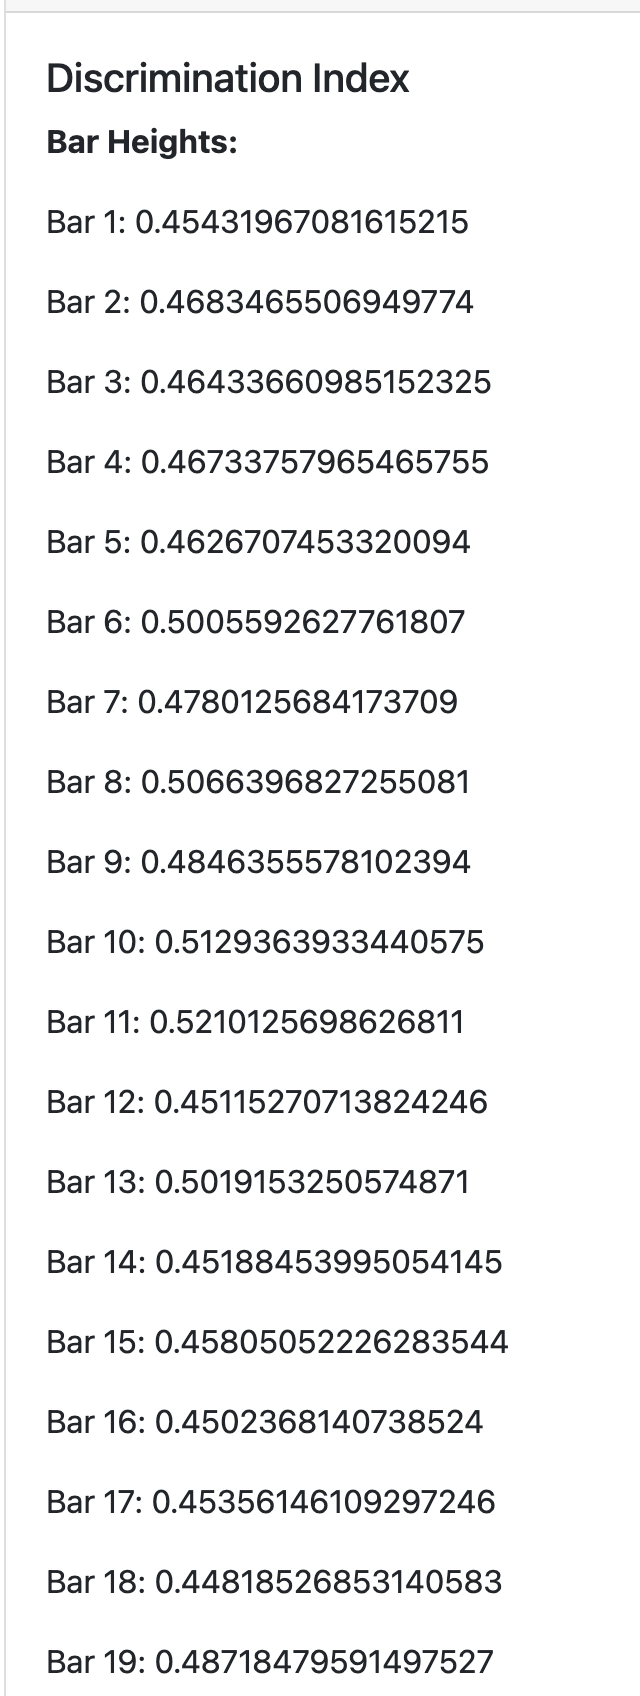 Discrimination Index
Bar Heights:
Bar 1: 0.45431967081615215
Bar 2: 0.4683465506949774
Bar 3: 0.46433660985152325
Bar 4: 0.46733757965465755
Bar 5: 0.4626707453320094
Bar 6: 0.5005592627761807
Bar 7: 0.4780125684173709
Bar 8: 0.5066396827255081
Bar 9: 0.4846355578102394
Bar 10: 0.5129363933440575
Bar 11: 0.5210125698626811
Bar 12: 0.45115270713824246
Bar 13: 0.5019153250574871
Bar 14: 0.45188453995054145
Bar 15: 0.45805052226283544
Bar 16: 0.4502368140738524
Bar 17: 0.45356146109297246
Bar 18: 0.44818526853140583
Bar 19: 0.48718479591497527